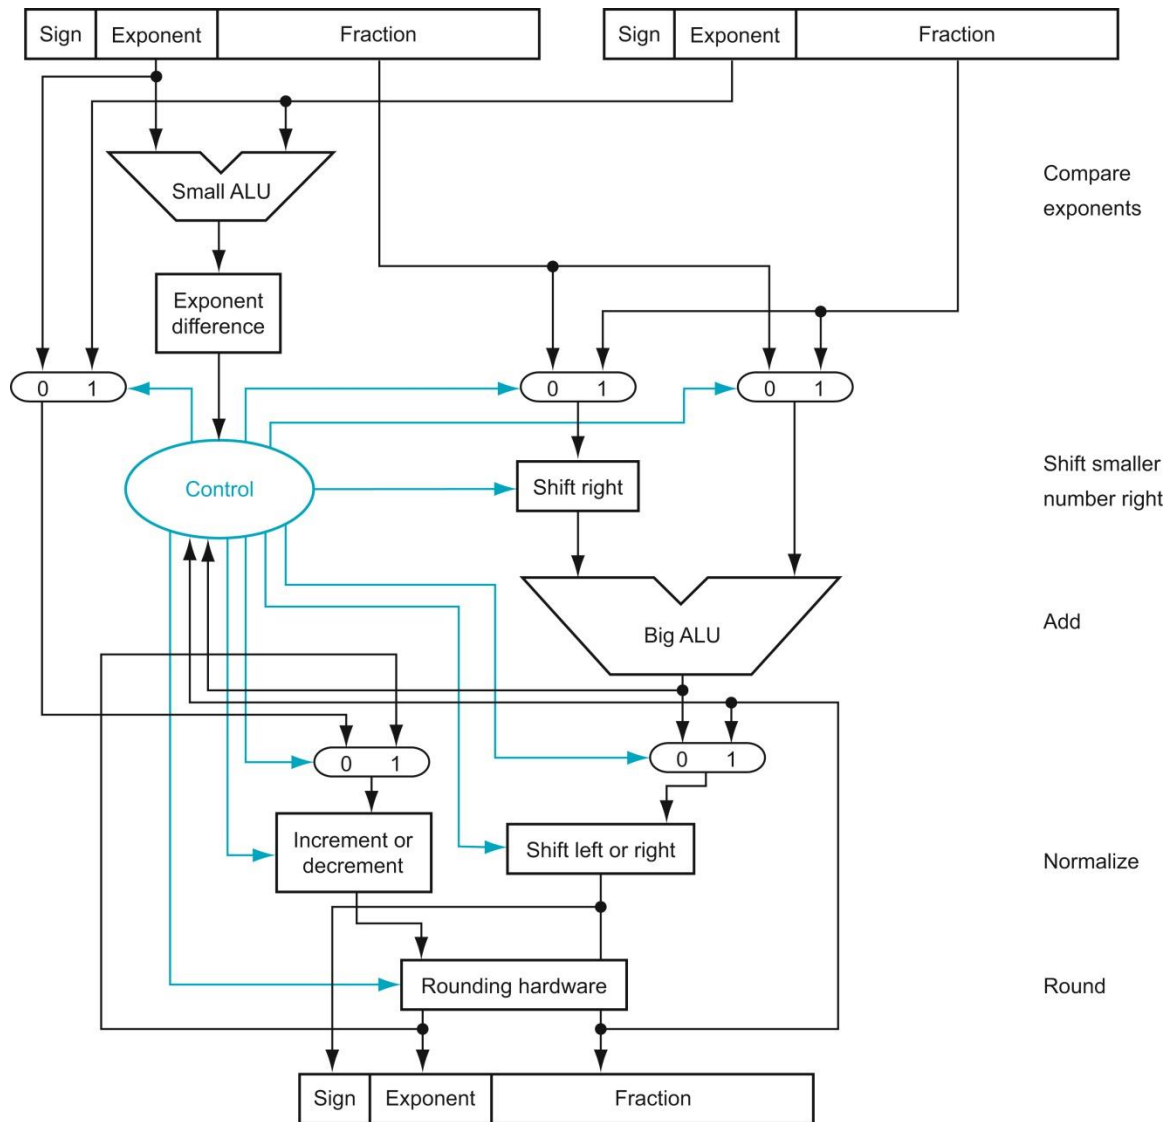 Sign Exponent Fraction Sign Exponent Fraction
Small ALU
Compare
exponents
Exponent
difference
0 1 0 1 0 1
Control
Shift right
Shift smaller
number right
Big ALU
Add
0 1 0 1
Increment or
decrement
Shift left or right
Normalize
Rounding hardware
Round
Sign Exponent Fraction